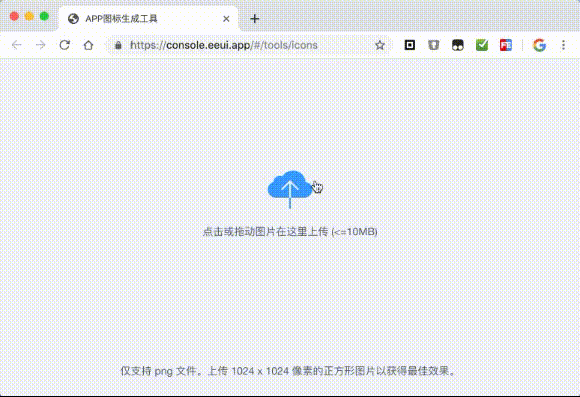 APP图标生成工具
https://console.eeui.app/#/tools/icons
点击或拖动图片在这里上传 (<=10MB)
仅支持 png 文件。上传 1024 x 1024 像素的正方形图片以获得最佳效果。